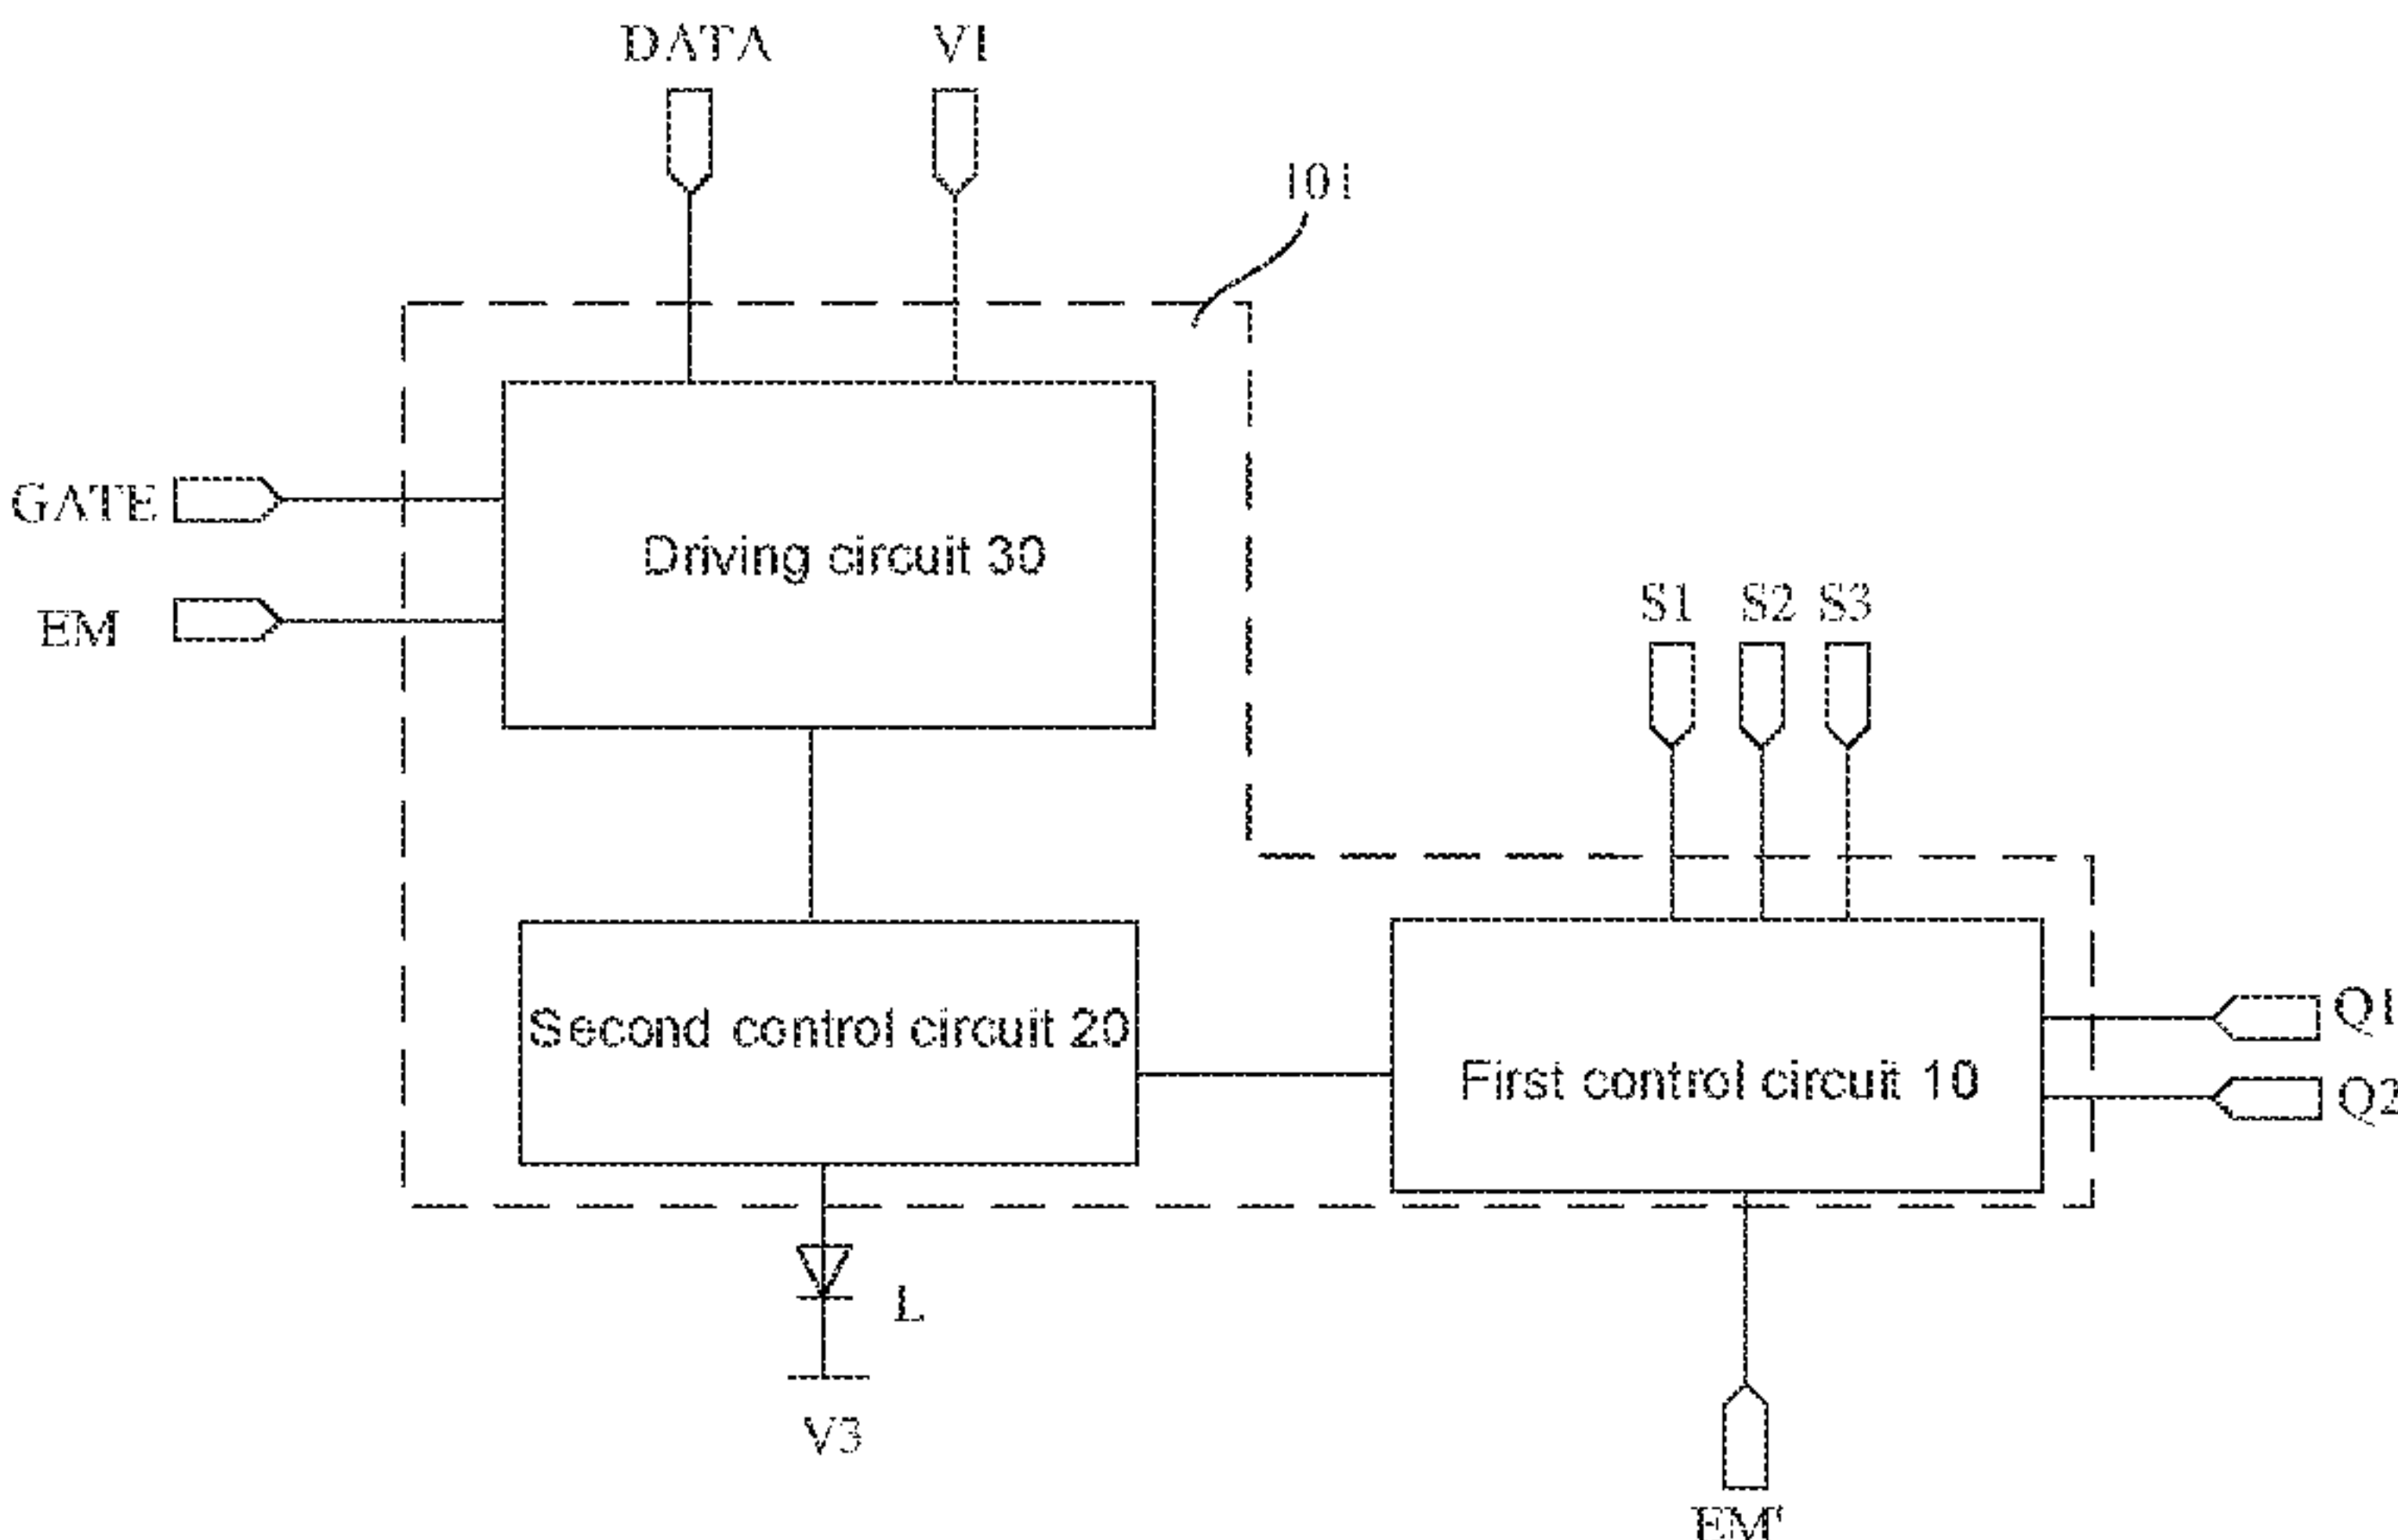 DATA
V1
101
GATE
Driving circuit 30
EM
S1
S2
S3
Second control circuit 20
First control circuit 10
Q1
Q2
L
V3
EM'